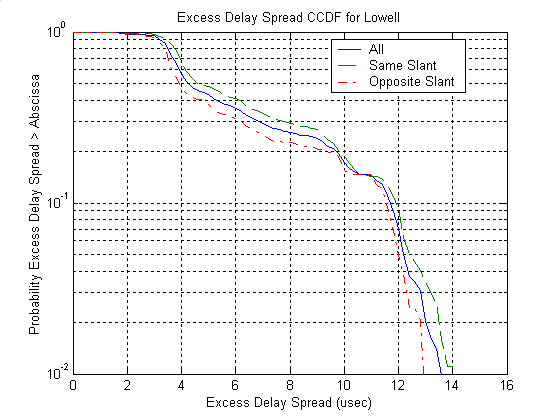 Excess Delay Spread CCDF for Lowell
All
Same Slant
Opposite Slant
Probability Excess Delay Spread > Abscissa
10^0
10^-1
10^-2
0 2 4 6 8 10 12 14 16
Excess Delay Spread (usec)